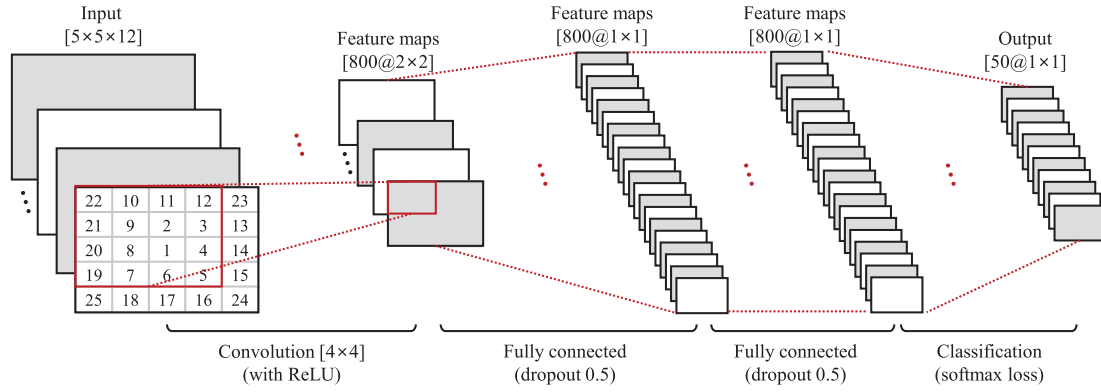 Input
[5×5×12]
Feature maps
[800@2×2]
Feature maps
[800@1×1]
Feature maps
[800@1×1]
Output
[50@1×1]
22 10 11 12 23
21 9 2 3 13
20 8 1 4 14
19 7 6 5 15
25 18 17 16 24
Convolution [4×4]
(with ReLU)
Fully connected
(dropout 0.5)
Fully connected
(dropout 0.5)
Classification
(softmax loss)